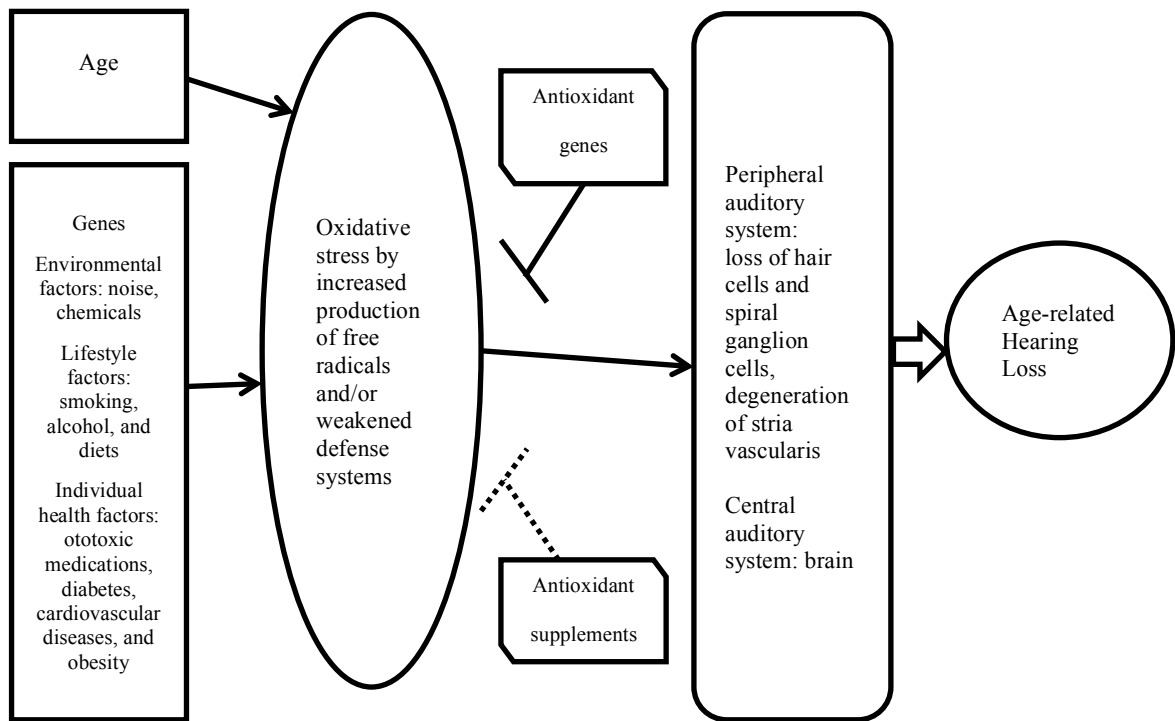 Age
Genes
Environmental
factors: noise,
chemicals
Lifestyle
factors:
smoking,
alcohol, and
diets
Individual
health factors:
ototoxic
medications,
diabetes,
cardiovascular
diseases, and
obesity
Oxidative
stress by
increased
production
of free
radicals
and/or
weakened
defense
systems
Antioxidant
genes
Antioxidant
supplements
Peripheral
auditory
system:
loss of hair
cells and
spiral
ganglion
cells,
degeneration
of stria
vascularis
Central
auditory
system: brain
Age-related
Hearing
Loss